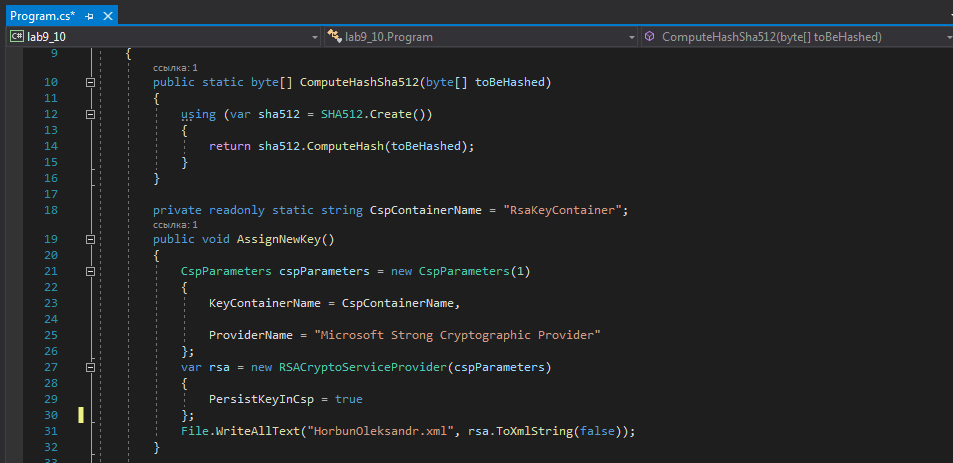 Program.cs*
lab9_10 lab9_10.Program ComputeHashSha512(byte[] toBeHashed)
9 {
ссылка: 1
10 public static byte[] ComputeHashSha512(byte[] toBeHashed)
11 {
12 using (var sha512 = SHA512.Create())
13 {
14 return sha512.ComputeHash(toBeHashed);
15 }
16 }
17
18 private readonly static string CspContainerName = "RsaKeyContainer";
ссылка: 1
19 public void AssignNewKey()
20 {
21 CspParameters cspParameters = new CspParameters(1)
22 {
23 KeyContainerName = CspContainerName,
24
25 ProviderName = "Microsoft Strong Cryptographic Provider"
26 };
27 var rsa = new RSACryptoServiceProvider(cspParameters)
28 {
29 PersistKeyInCsp = true
30 };
31 File.WriteAllText("HorbunOleksandr.xml", rsa.ToXmlString(false));
32 }
33